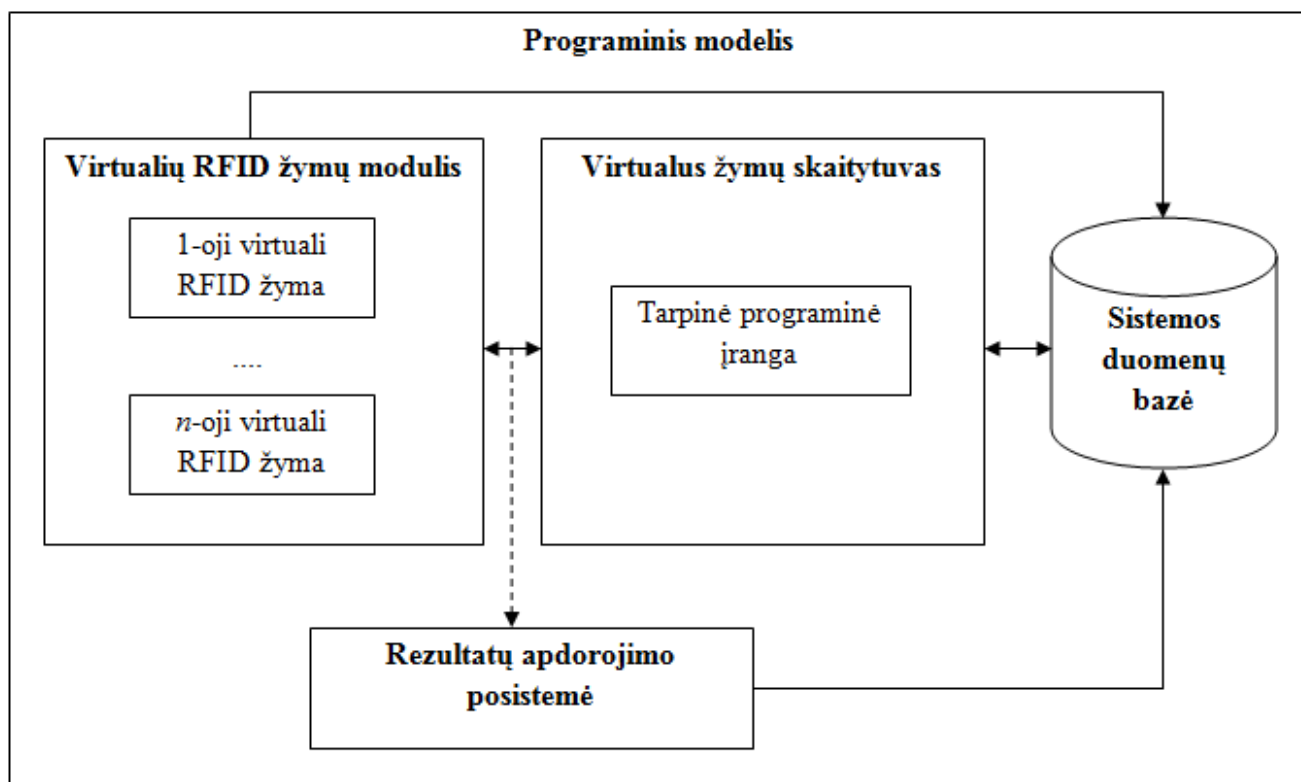 Programinis modelis
Virtualių RFID žymų modulis
1-oji virtuali
RFID žyma
....
n-oji virtuali
RFID žyma
Virtualus žymų skaitytuvas
Tarpinė programinė
įranga
Sistemos
duomenų
bazė
Rezultatų apdorojimo
posistemė